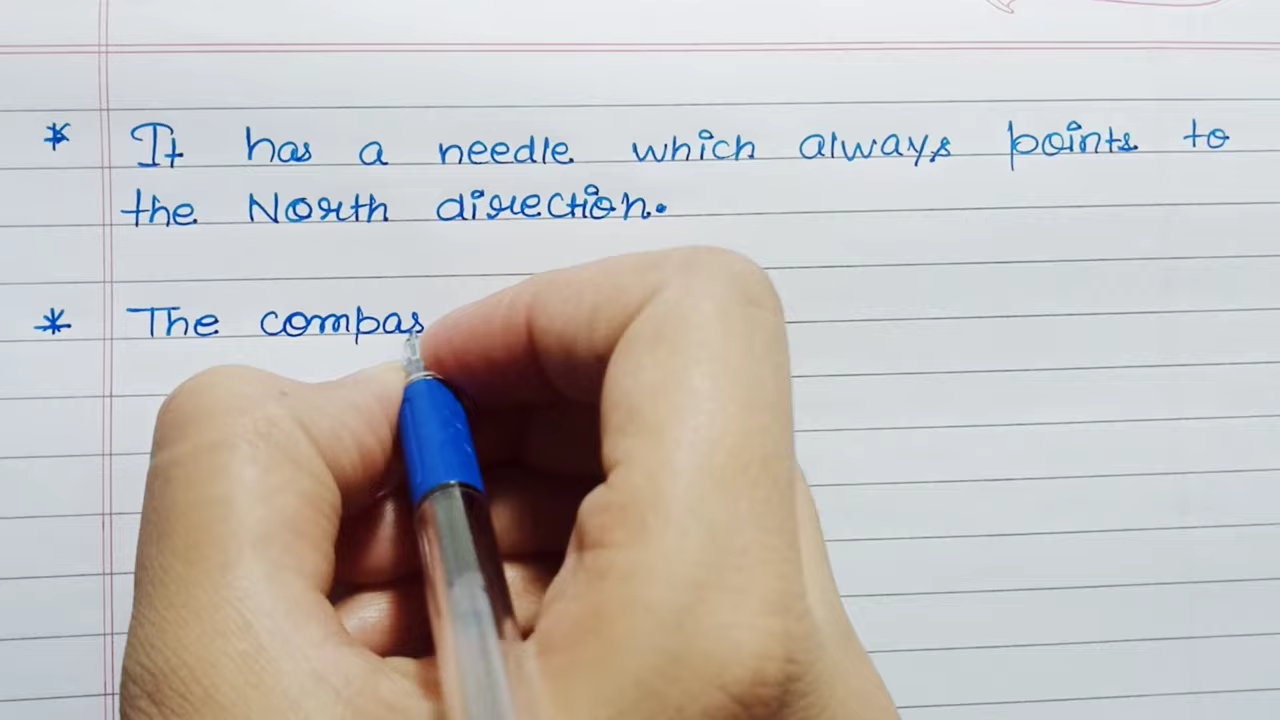 * It has a needle which always points to
the North direction.
* The compas